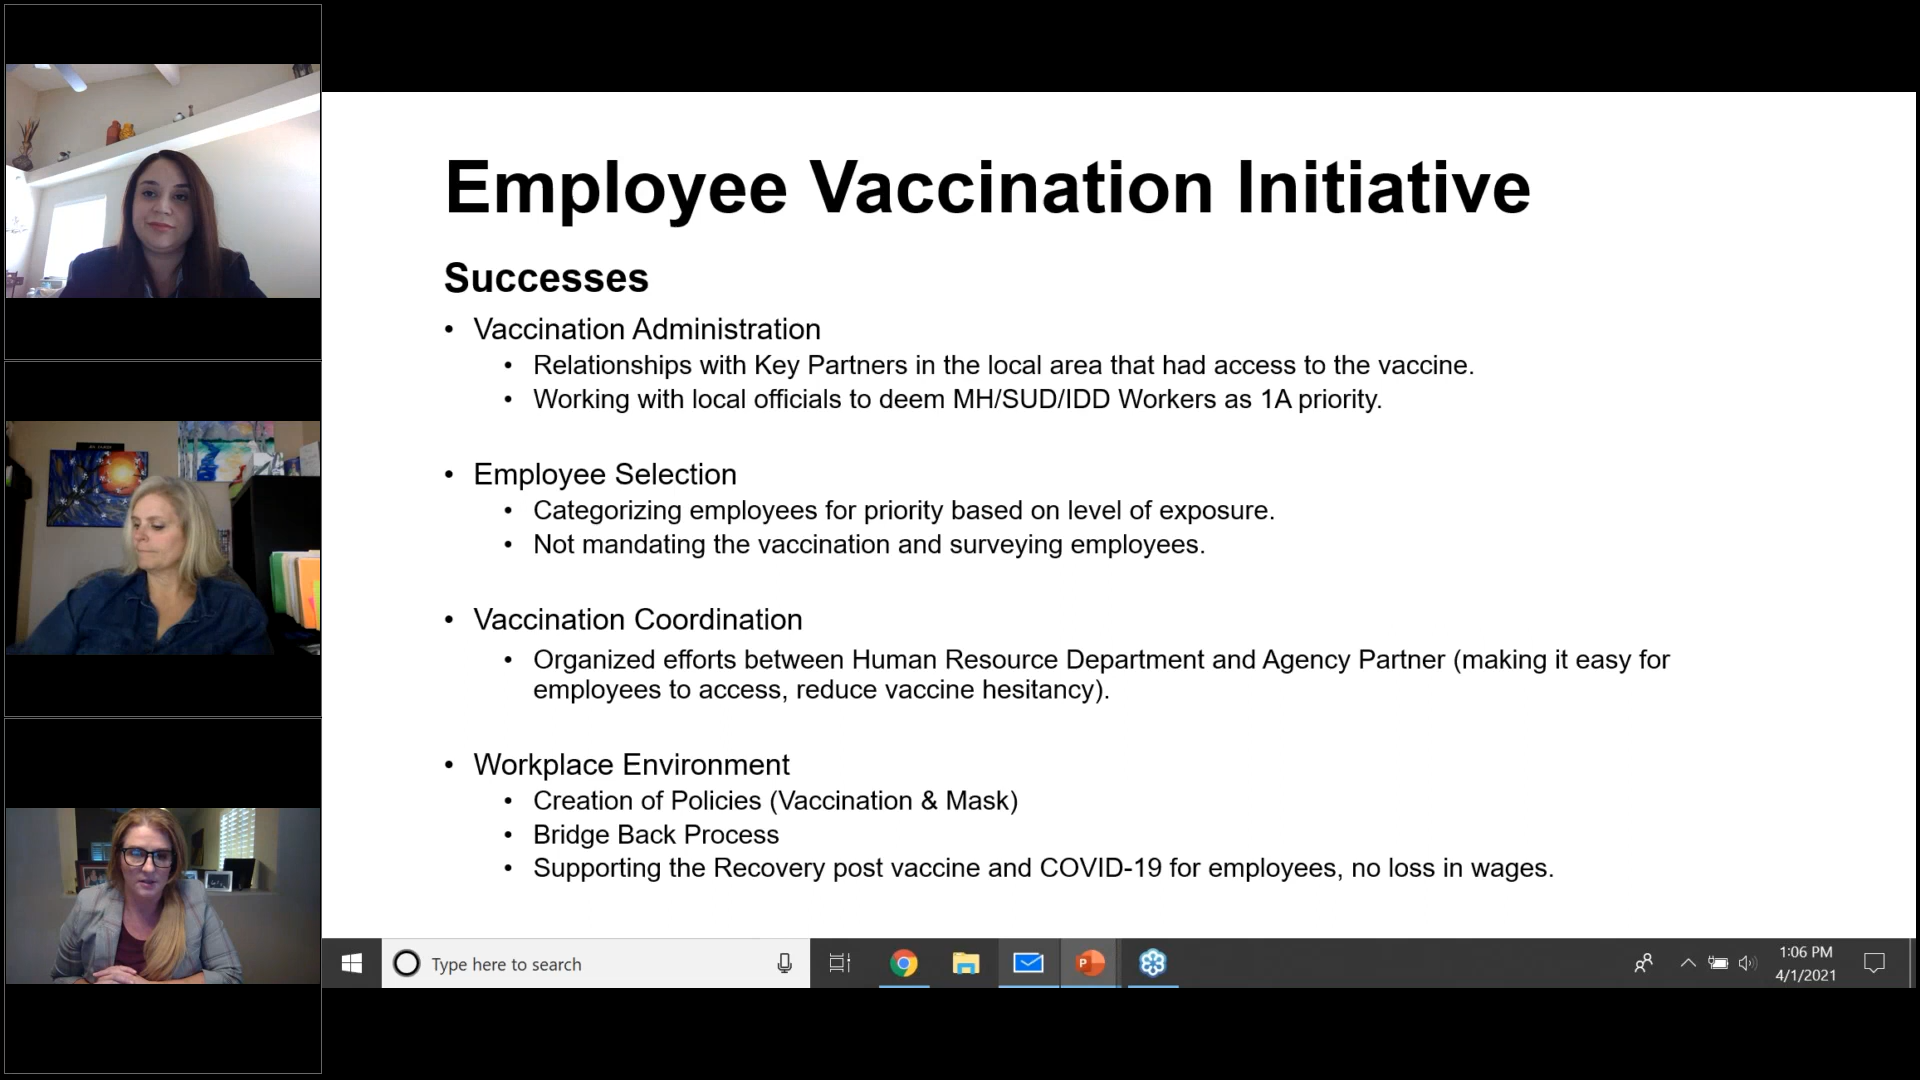 Employee Vaccination Initiative
Successes
• Vaccination Administration
• Relationships with Key Partners in the local area that had access to the vaccine.
• Working with local officials to deem MH/SUD/IDD Workers as 1A priority.
• Employee Selection
• Categorizing employees for priority based on level of exposure.
• Not mandating the vaccination and surveying employees.
• Vaccination Coordination
• Organized efforts between Human Resource Department and Agency Partner (making it easy for
employees to access, reduce vaccine hesitancy).
• Workplace Environment
• Creation of Policies (Vaccination & Mask)
• Bridge Back Process
• Supporting the Recovery post vaccine and COVID-19 for employees, no loss in wages.
Type here to search
P
1:06 PM
4/1/2021